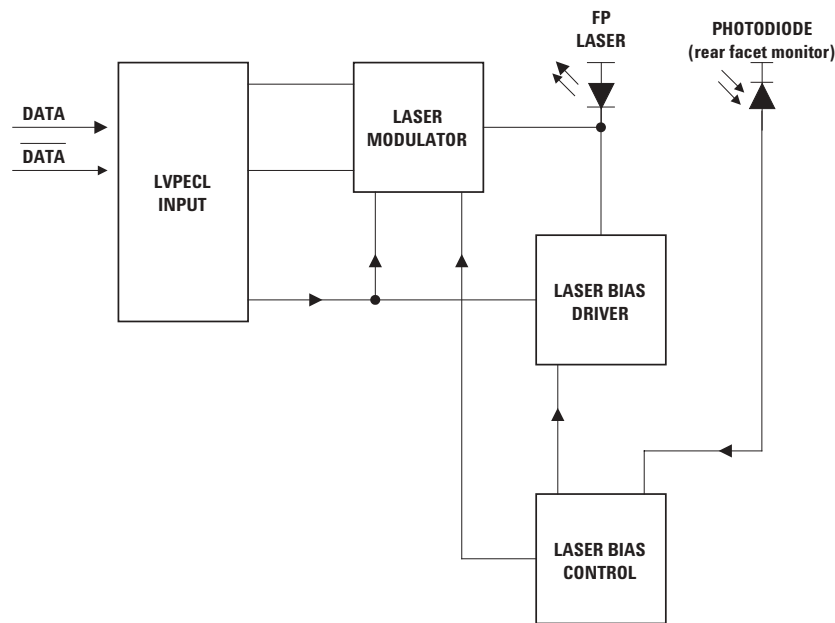 FP
LASER
PHOTODIODE
(rear facet monitor)
DATA
DATA
LVPECL
INPUT
LASER
MODULATOR
LASER BIAS
DRIVER
LASER BIAS
CONTROL